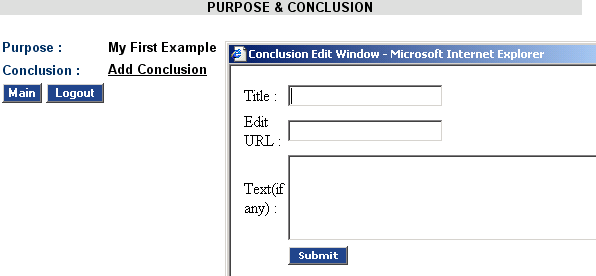 PURPOSE & CONCLUSION
Purpose : My First Example
Conclusion : Add Conclusion
Main Logout
Conclusion Edit Window - Microsoft Internet Explorer
Title :
Edit
URL :
Text(if
any) :
Submit